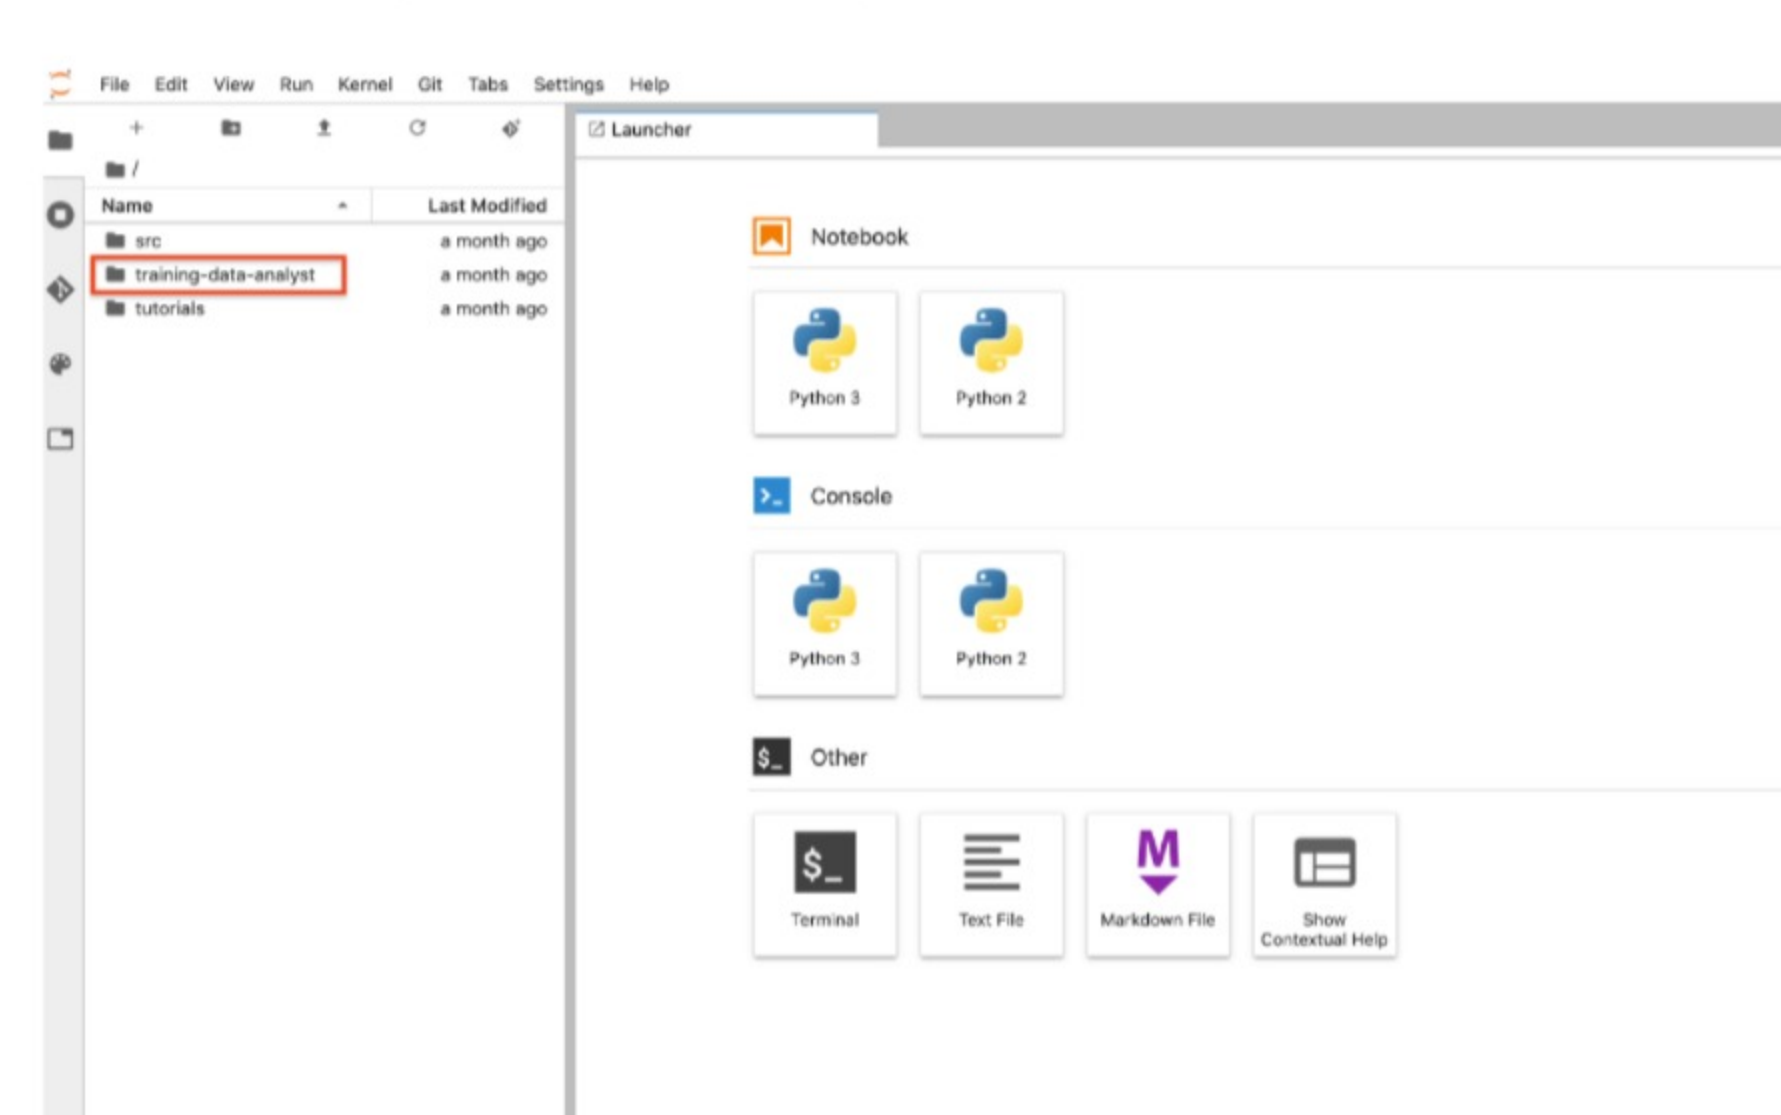 File Edit View Run Kernel Git Tabs Settings Help
Launcher
/
Name Last Modified
src a month ago
training-data-analyst a month ago
tutorials a month ago
Notebook
Python 3 Python 2
Console
Python 3 Python 2
$_ Other
$_
M
Terminal Text File Markdown File Show
Contextual Help